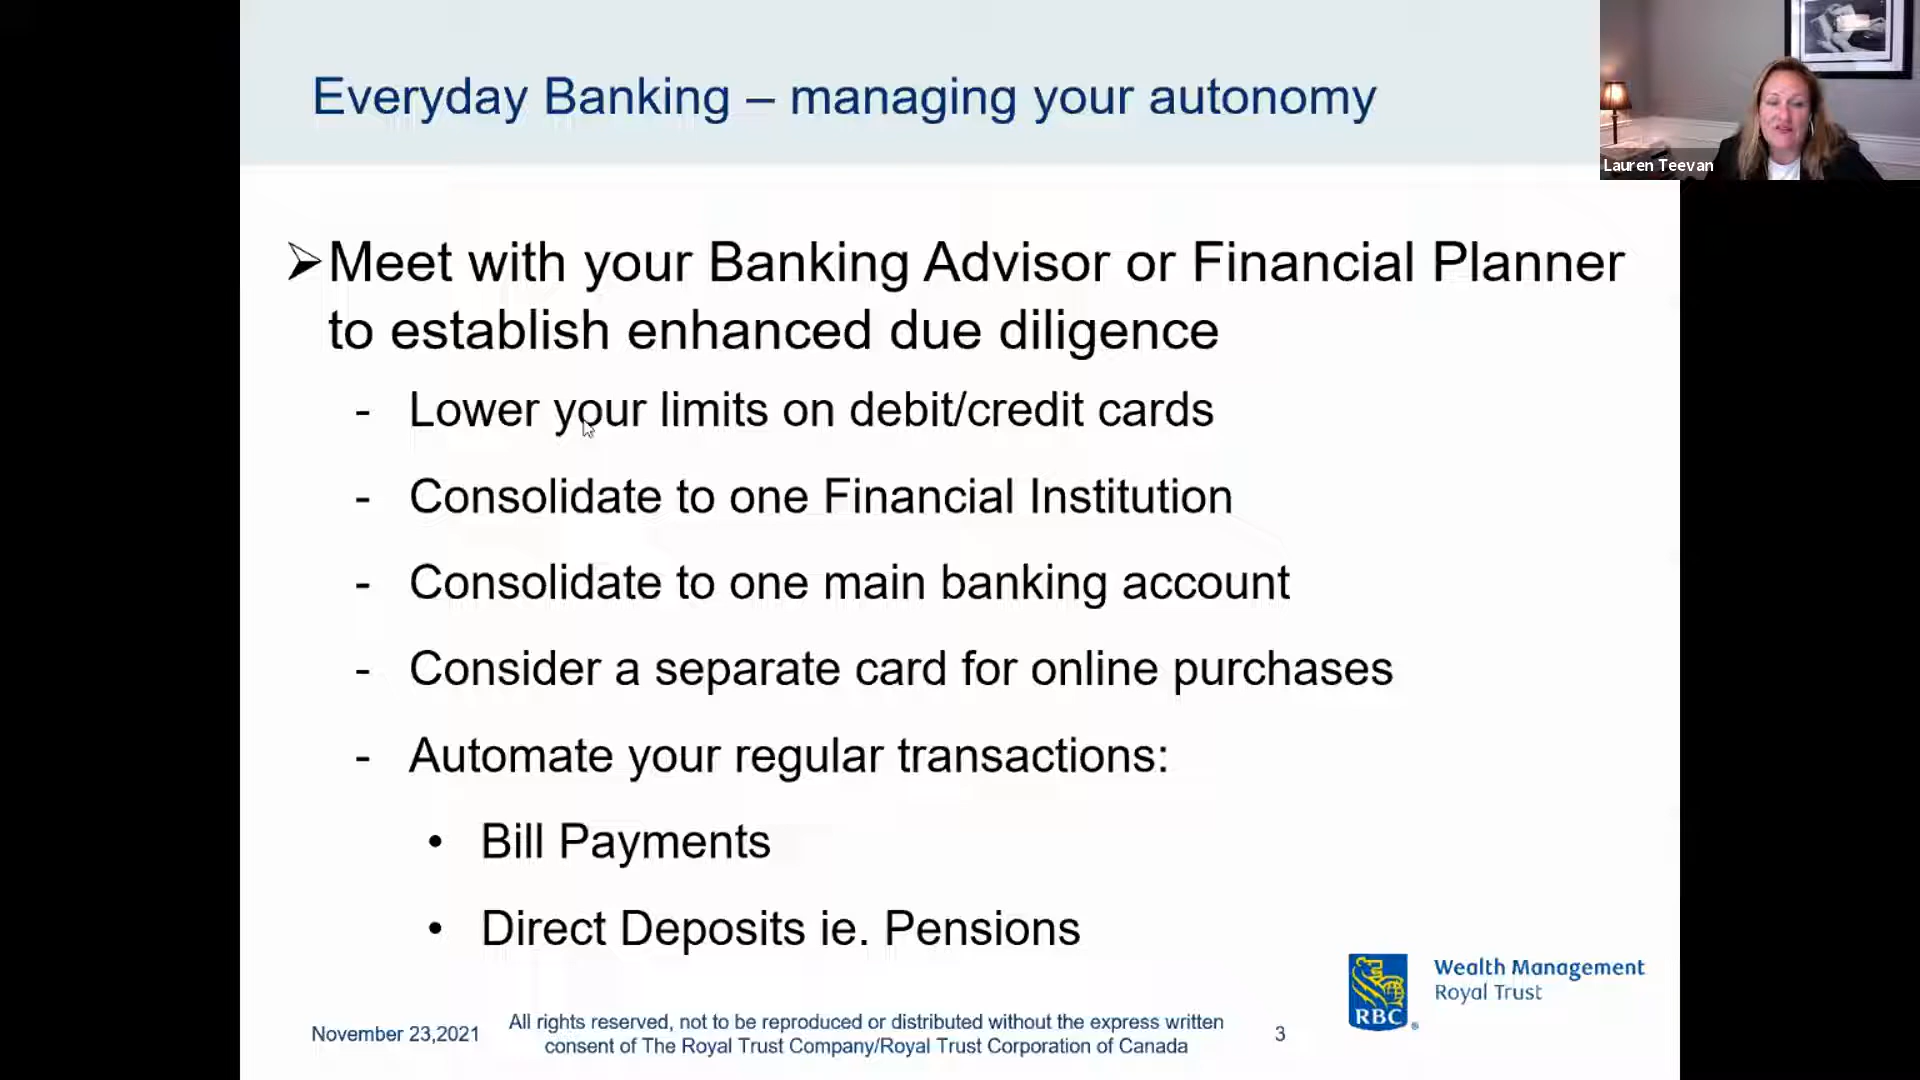 Everyday Banking – managing your autonomy
Lauren Teevan
➢Meet with your Banking Advisor or Financial Planner
to establish enhanced due diligence
- Lower your limits on debit/credit cards
- Consolidate to one Financial Institution
- Consolidate to one main banking account
- Consider a separate card for online purchases
- Automate your regular transactions:
• Bill Payments
• Direct Deposits ie. Pensions
Wealth Management
Royal Trust
RBC®
November 23,2021
All rights reserved, not to be reproduced or distributed without the express written
consent of The Royal Trust Company/Royal Trust Corporation of Canada
3